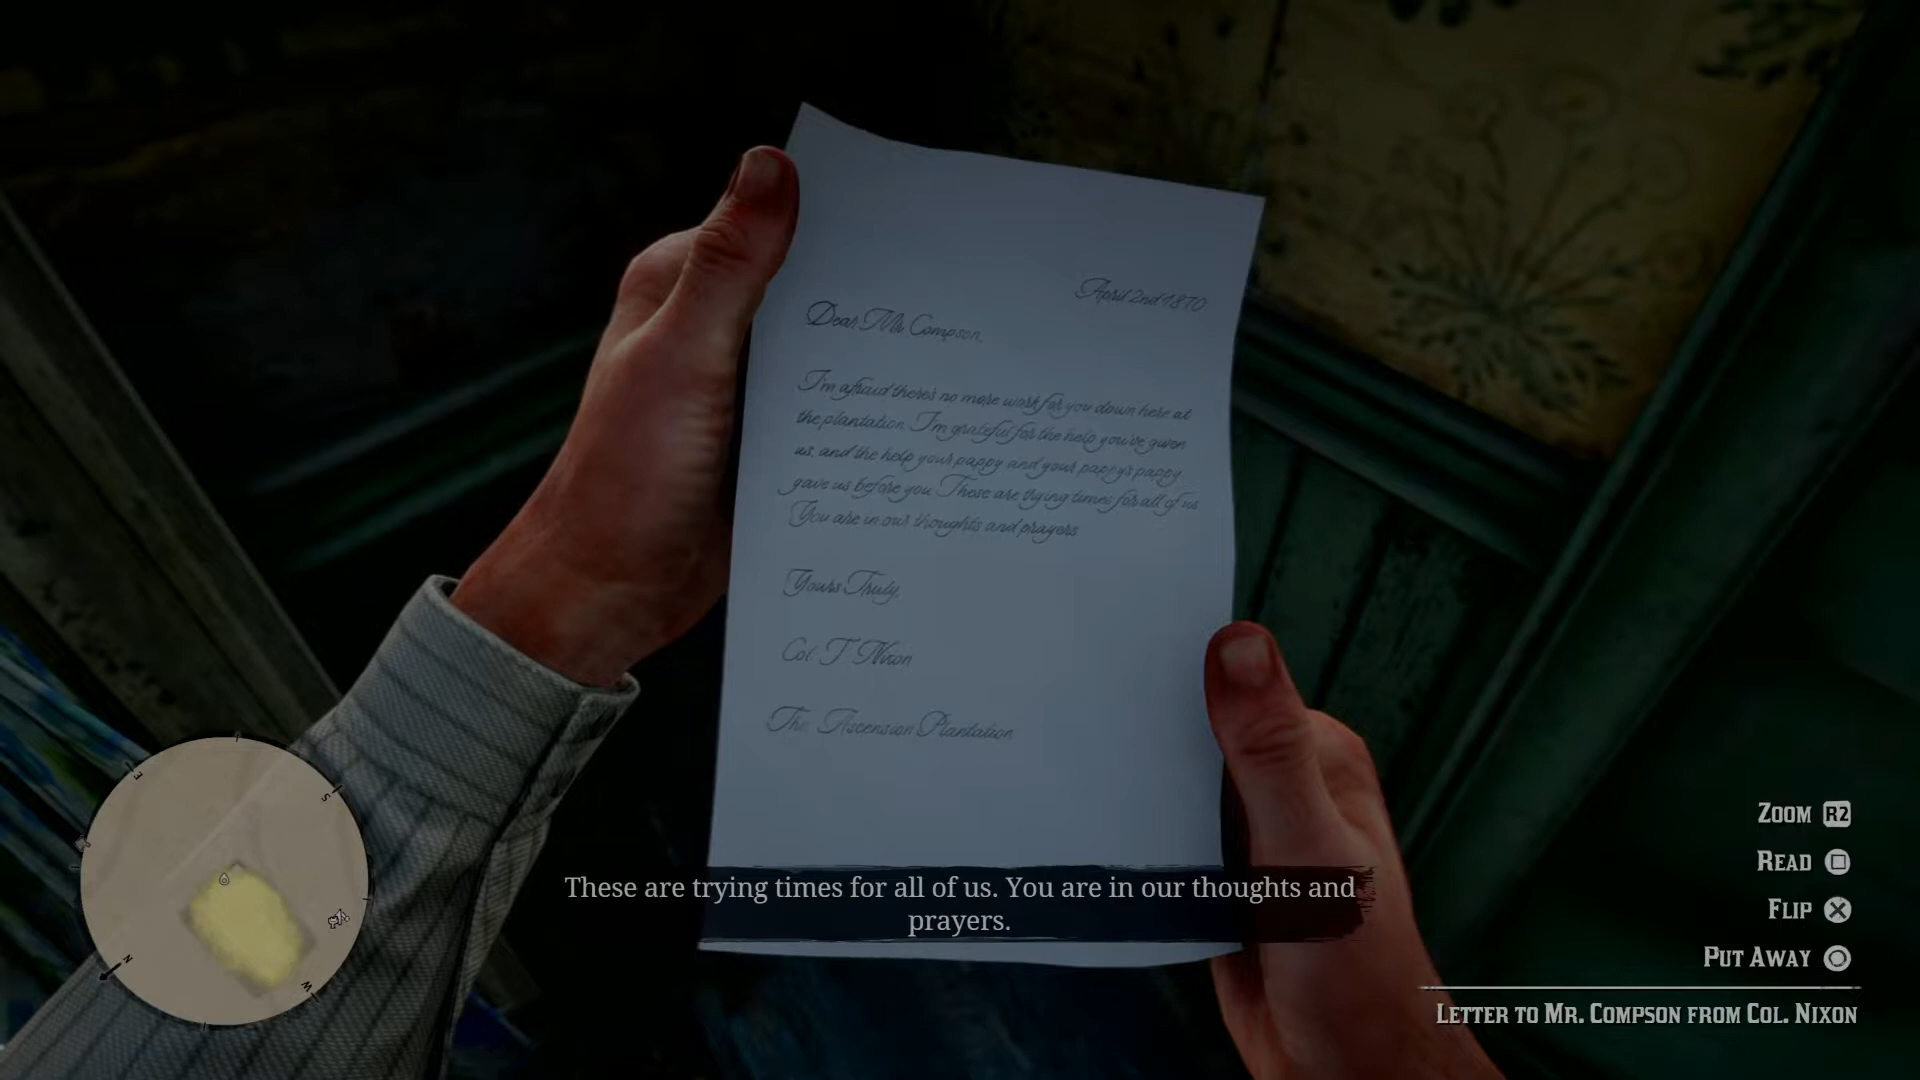 April 2nd 1870
Dear Mr. Compson,
I'm afraid there's no more work for you down here at
the plantation. I'm grateful for the help you've given
us, and the help your pappy and your pappy's pappy
gave us before you. These are trying times for all of us.
You are in our thoughts and prayers.
Yours Truly,
Col. T Nixon
The Ascension Plantation
These are trying times for all of us. You are in our thoughts and
prayers.
E
S
N
W
ZOOM R2
READ
FLIP
PUT AWAY
LETTER TO MR. COMPSON FROM COL. NIXON